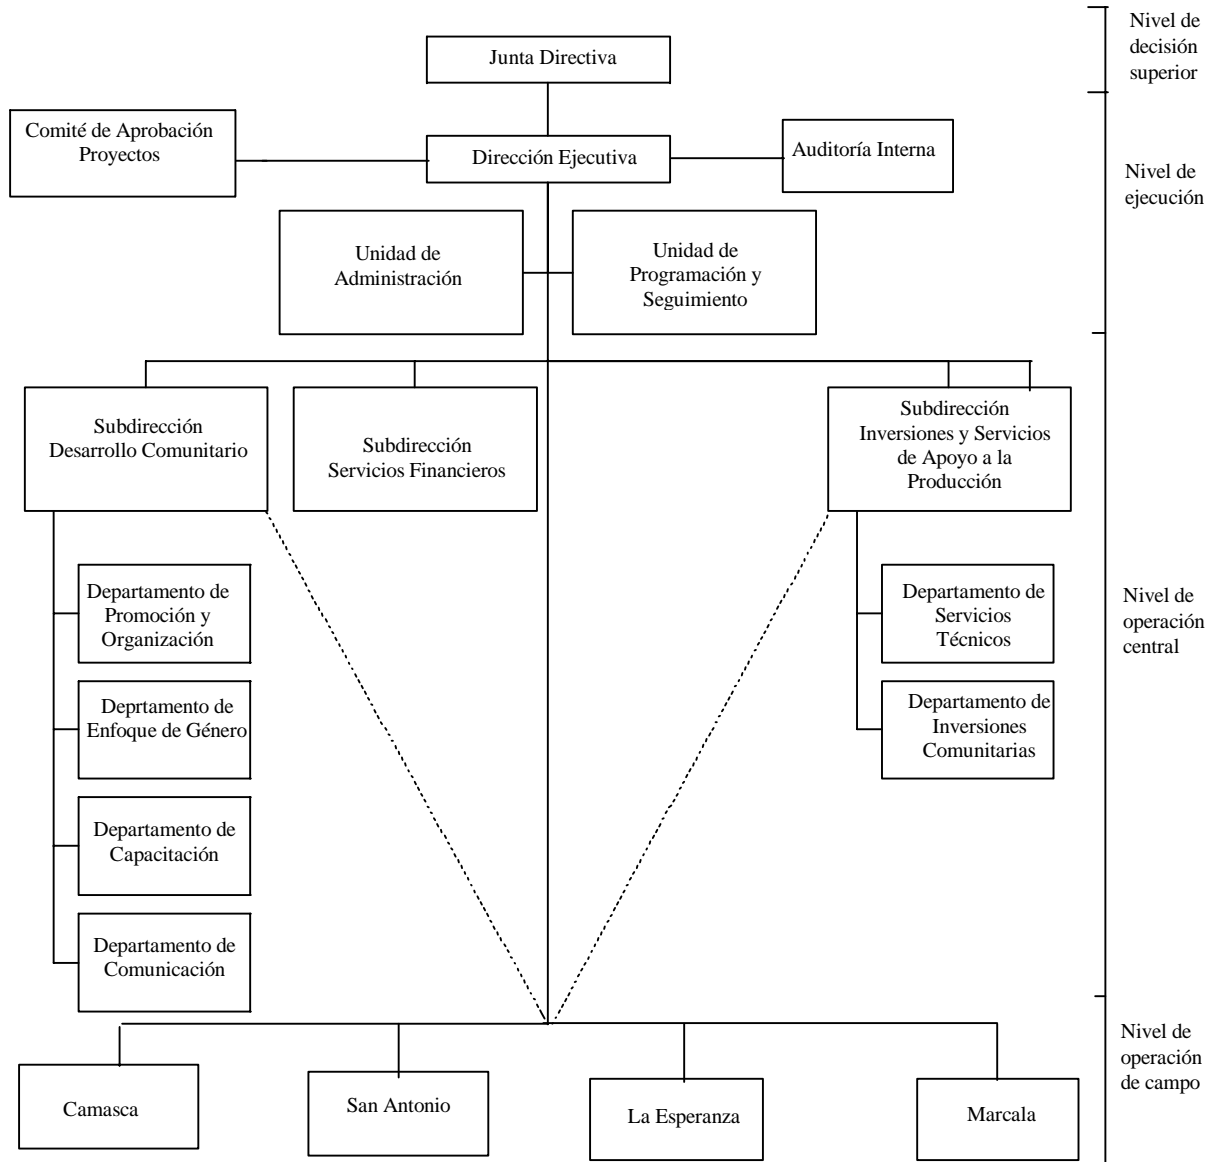 Nivel de
decisión
superior
Junta Directiva
Comité de Aprobación
Proyectos
Dirección Ejecutiva
Auditoría Interna
Nivel de
ejecución
Unidad de
Administración
Unidad de
Programación y
Seguimiento
Subdirección
Desarrollo Comunitario
Subdirección
Servicios Financieros
Subdirección
Inversiones y Servicios
de Apoyo a la
Producción
Departamento de
Promoción y
Organización
Deprtamento de
Enfoque de Género
Departamento de
Capacitación
Departamento de
Comunicación
Departamento de
Servicios
Técnicos
Departamento de
Inversiones
Comunitarias
Nivel de
operación
central
Camasca
San Antonio
La Esperanza
Marcala
Nivel de
operación
de campo